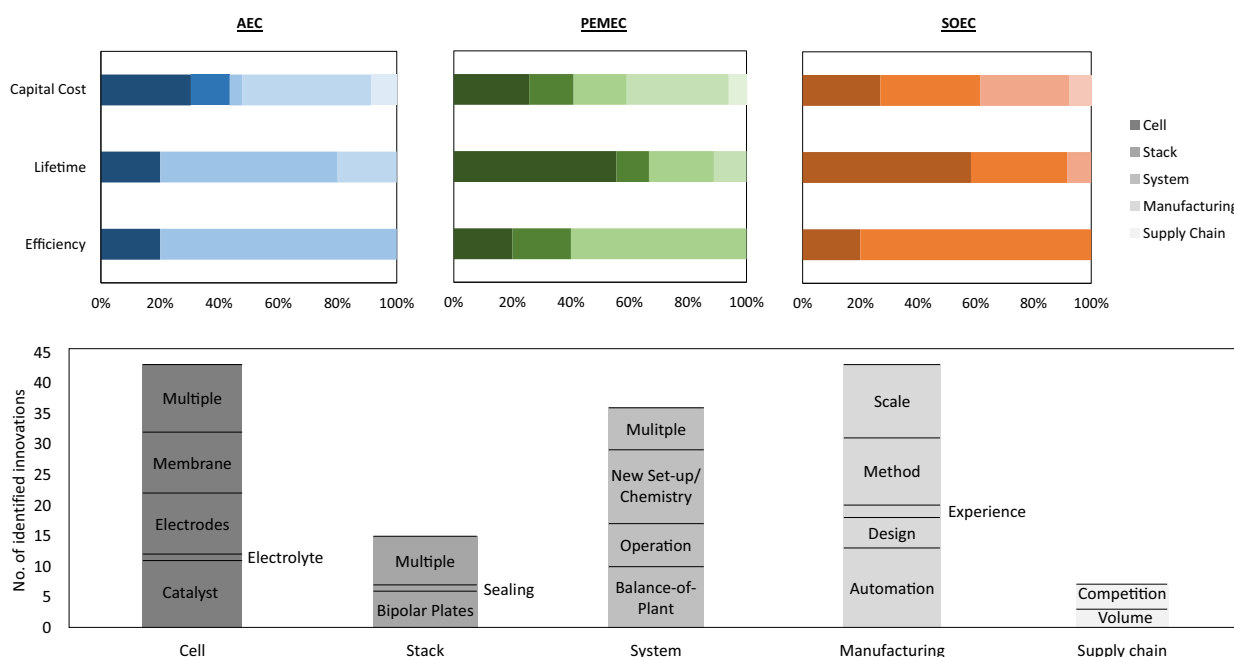 AEC
PEMEC
SOEC
Capital Cost
Lifetime
Efficiency
0% 20% 40% 60% 80% 100%
0% 20% 40% 60% 80% 100%
0% 20% 40% 60% 80% 100%
Cell
Stack
System
Manufacturing
Supply Chain
No. of identified innovations
45
40
35
30
25
20
15
10
5
0
Multiple
Membrane
Electrodes
Electrolyte
Catalyst
Multiple
Sealing
Bipolar Plates
Mulitple
New Set-up/
Chemistry
Operation
Balance-of-
Plant
Scale
Method
Experience
Design
Automation
Competition
Volume
Cell
Stack
System
Manufacturing
Supply chain